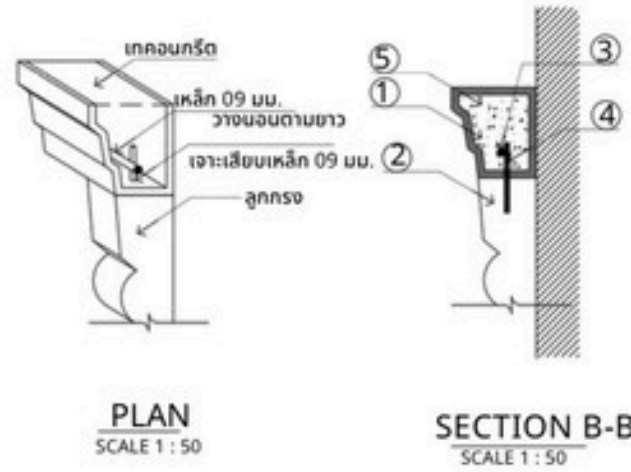 เทคอนกรีต
เหล็ก 09 มม.
วางนอนตามยาว
เจาะเสียบเหล็ก 09 มม.
ลูกกรง
PLAN
SCALE 1 : 50
5
1
2
3
4
SECTION B-B
SCALE 1 : 50